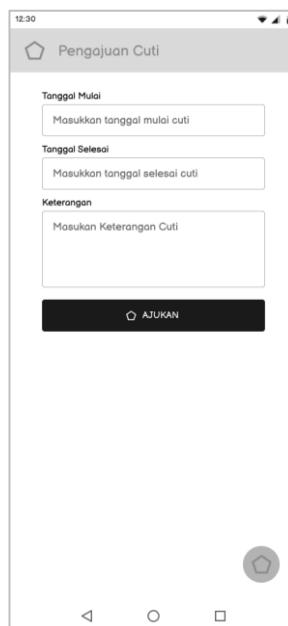 12:30
Pengajuan Cuti
Tanggal Mulai
Masukkan tanggal mulai cuti
Tanggal Selesai
Masukkan tanggal selesai cuti
Keterangan
Masukan Keterangan Cuti
AJUKAN